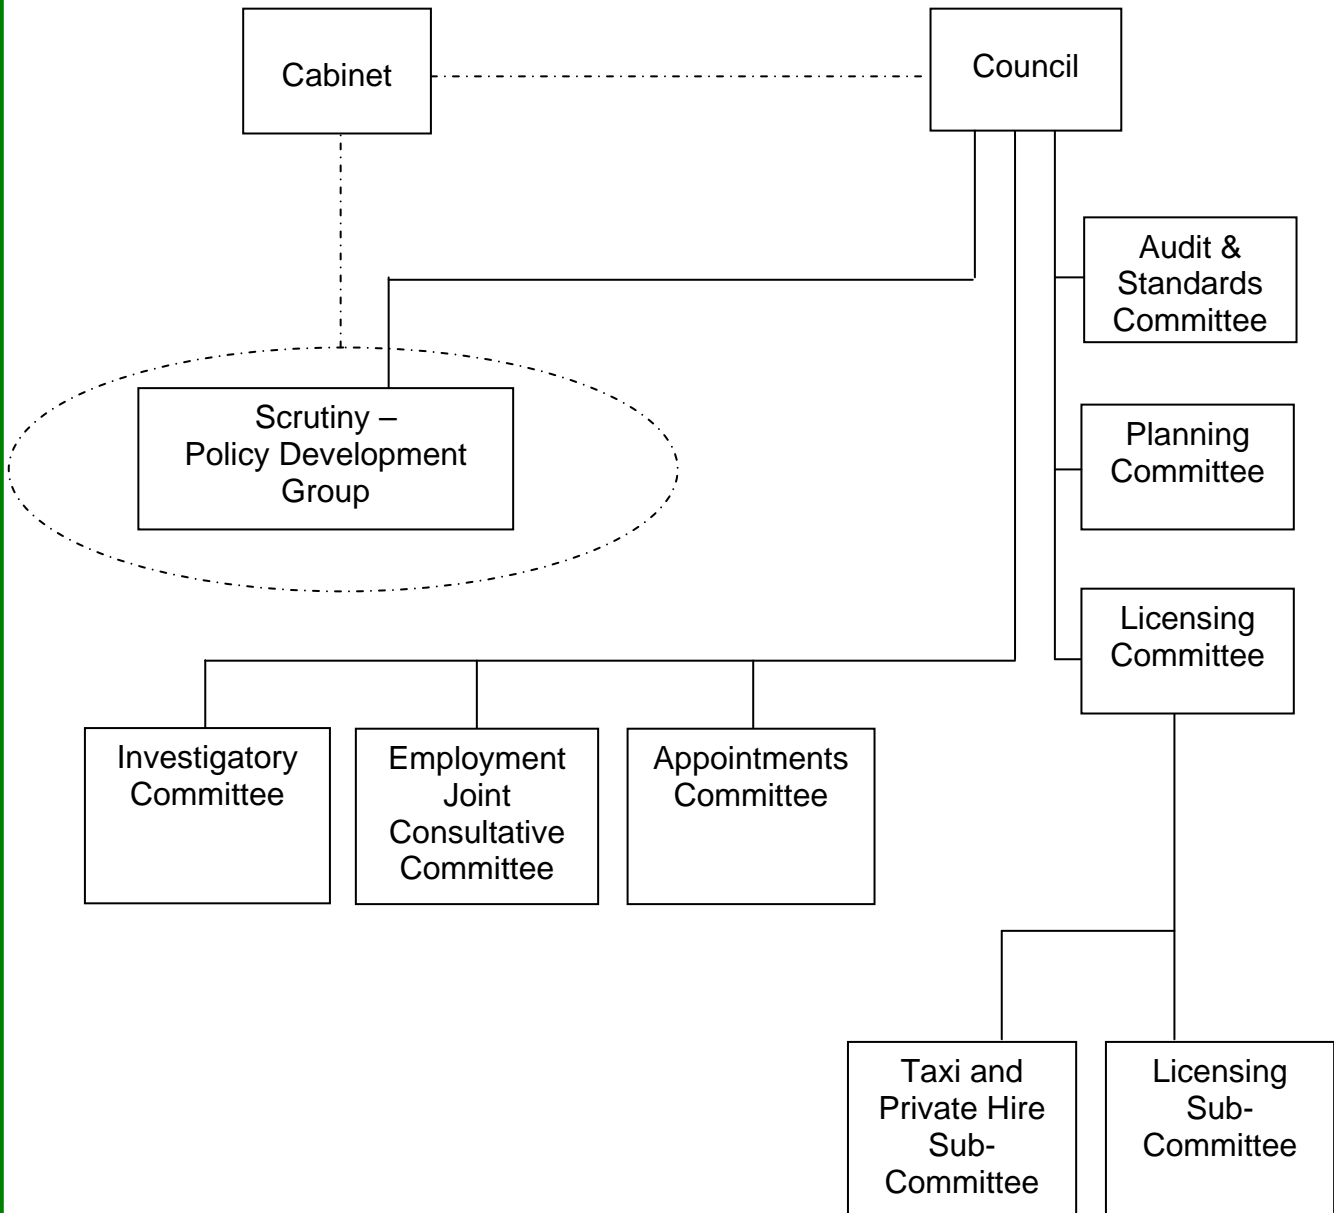 Cabinet
Council
Audit &
Standards
Committee
Scrutiny –
Policy Development
Group
Planning
Committee
Licensing
Committee
Investigatory
Committee
Employment
Joint
Consultative
Committee
Appointments
Committee
Taxi and
Private Hire
Sub-
Committee
Licensing
Sub-
Committee